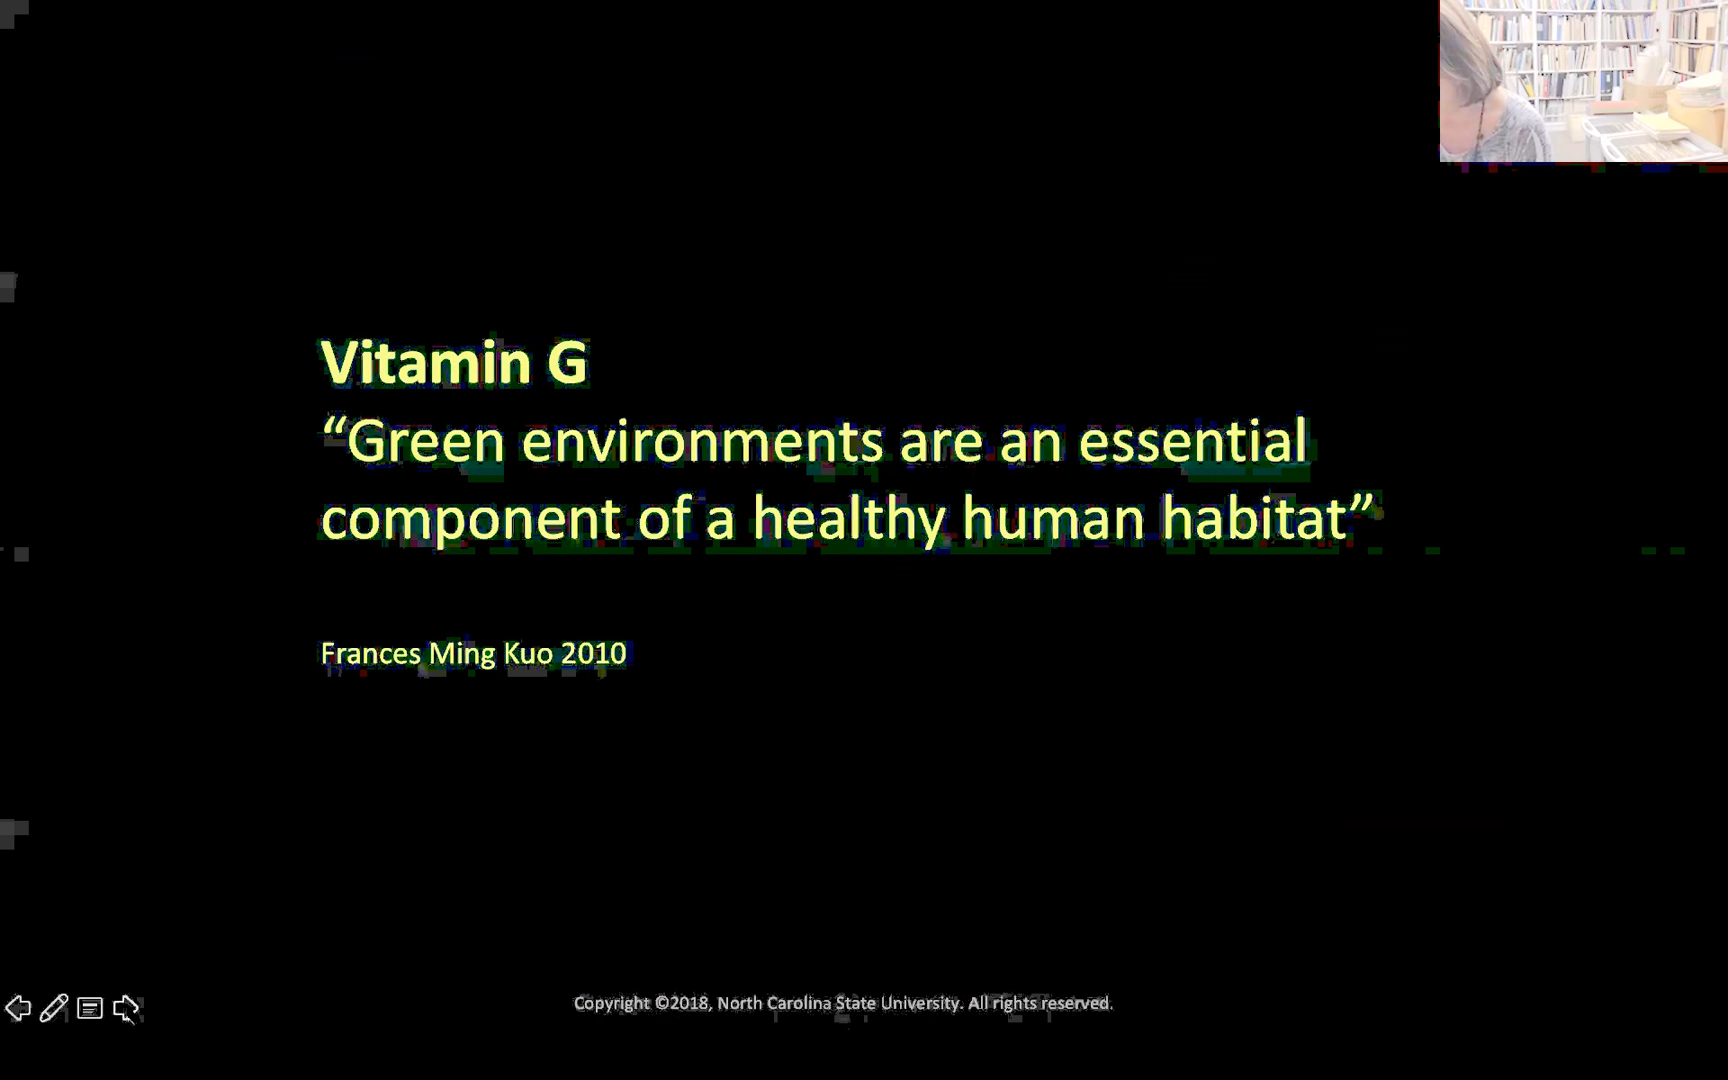 Vitamin G
“Green environments are an essential
component of a healthy human habitat”
Frances Ming Kuo 2010
Copyright ©2018, North Carolina State University. All rights reserved.